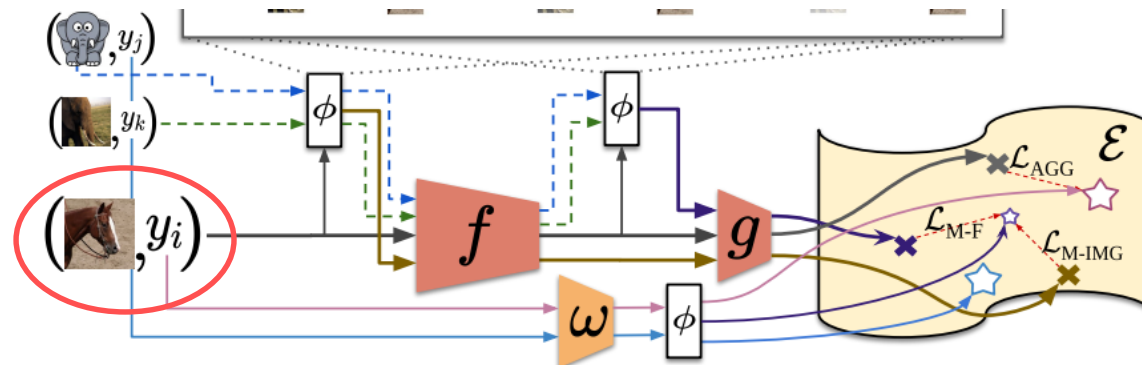 ( , y_j)
( , y_k)
( , y_i)
ϕ
ϕ
f
g
ω
ϕ
ℰ
ℒ_AGG
ℒ_M-F
ℒ_M-IMG